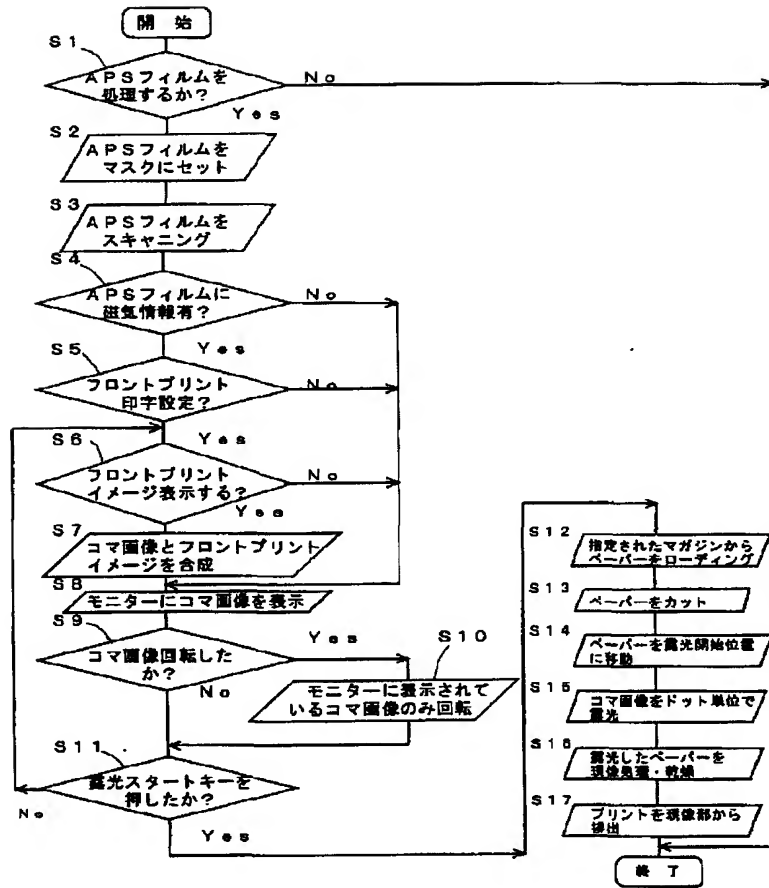 開 始
S1
APSフィルムを
処理するか?
No
Yes
S2
APSフィルムを
マスクにセット
S3
APSフィルムを
スキャニング
S4
APSフィルムに
磁気情報有?
No
Yes
S5
フロントプリント
印字設定?
No
Yes
S6
フロントプリント
イメージ表示する?
No
Yes
S7
コマ画像とフロントプリント
イメージを合成
S8
モニターにコマ画像を表示
S9
コマ画像回転した
か?
Yes
No
S10
モニターに表示されて
いるコマ画像のみ回転
S11
露光スタートキーを
押したか?
No
Yes
S12
指定されたマガジンから
ペーパーをローディング
S13
ペーパーをカット
S14
ペーパーを露光開始位置
に移動
S15
コマ画像をドット単位で
露光
S16
露光したペーパーを
現像処理・乾燥
S17
プリントを現像部から
排出
終 了